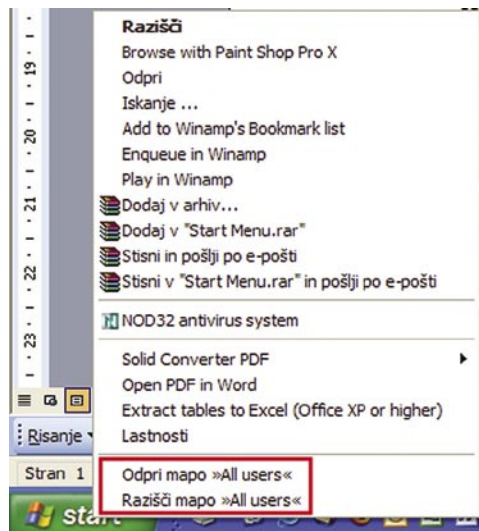 Razišči
Browse with Paint Shop Pro X
Odpri
Iskanje ...
Add to Winamp's Bookmark list
Enqueue in Winamp
Play in Winamp
Dodaj v arhiv...
Dodaj v "Start Menu.rar"
Stisni in pošlji po e-pošti
Stisni v "Start Menu.rar" in pošlji po e-pošti
NOD32 antivirus system
Solid Converter PDF
Open PDF in Word
Extract tables to Excel (Office XP or higher)
Lastnosti
Odpri mapo »All users«
Razišči mapo »All users«
19
20
21
22
23
Risanje
Stran 1
start